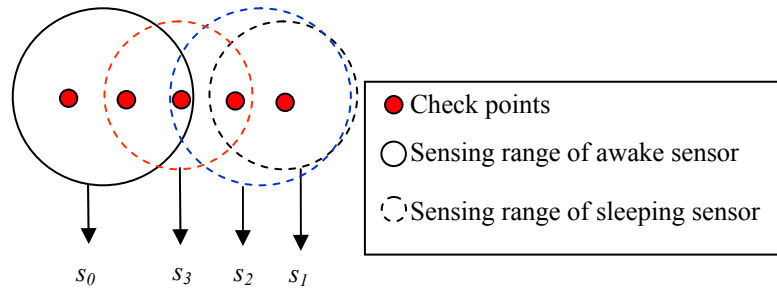 Check points
Sensing range of awake sensor
Sensing range of sleeping sensor
s0 s3 s2 s1